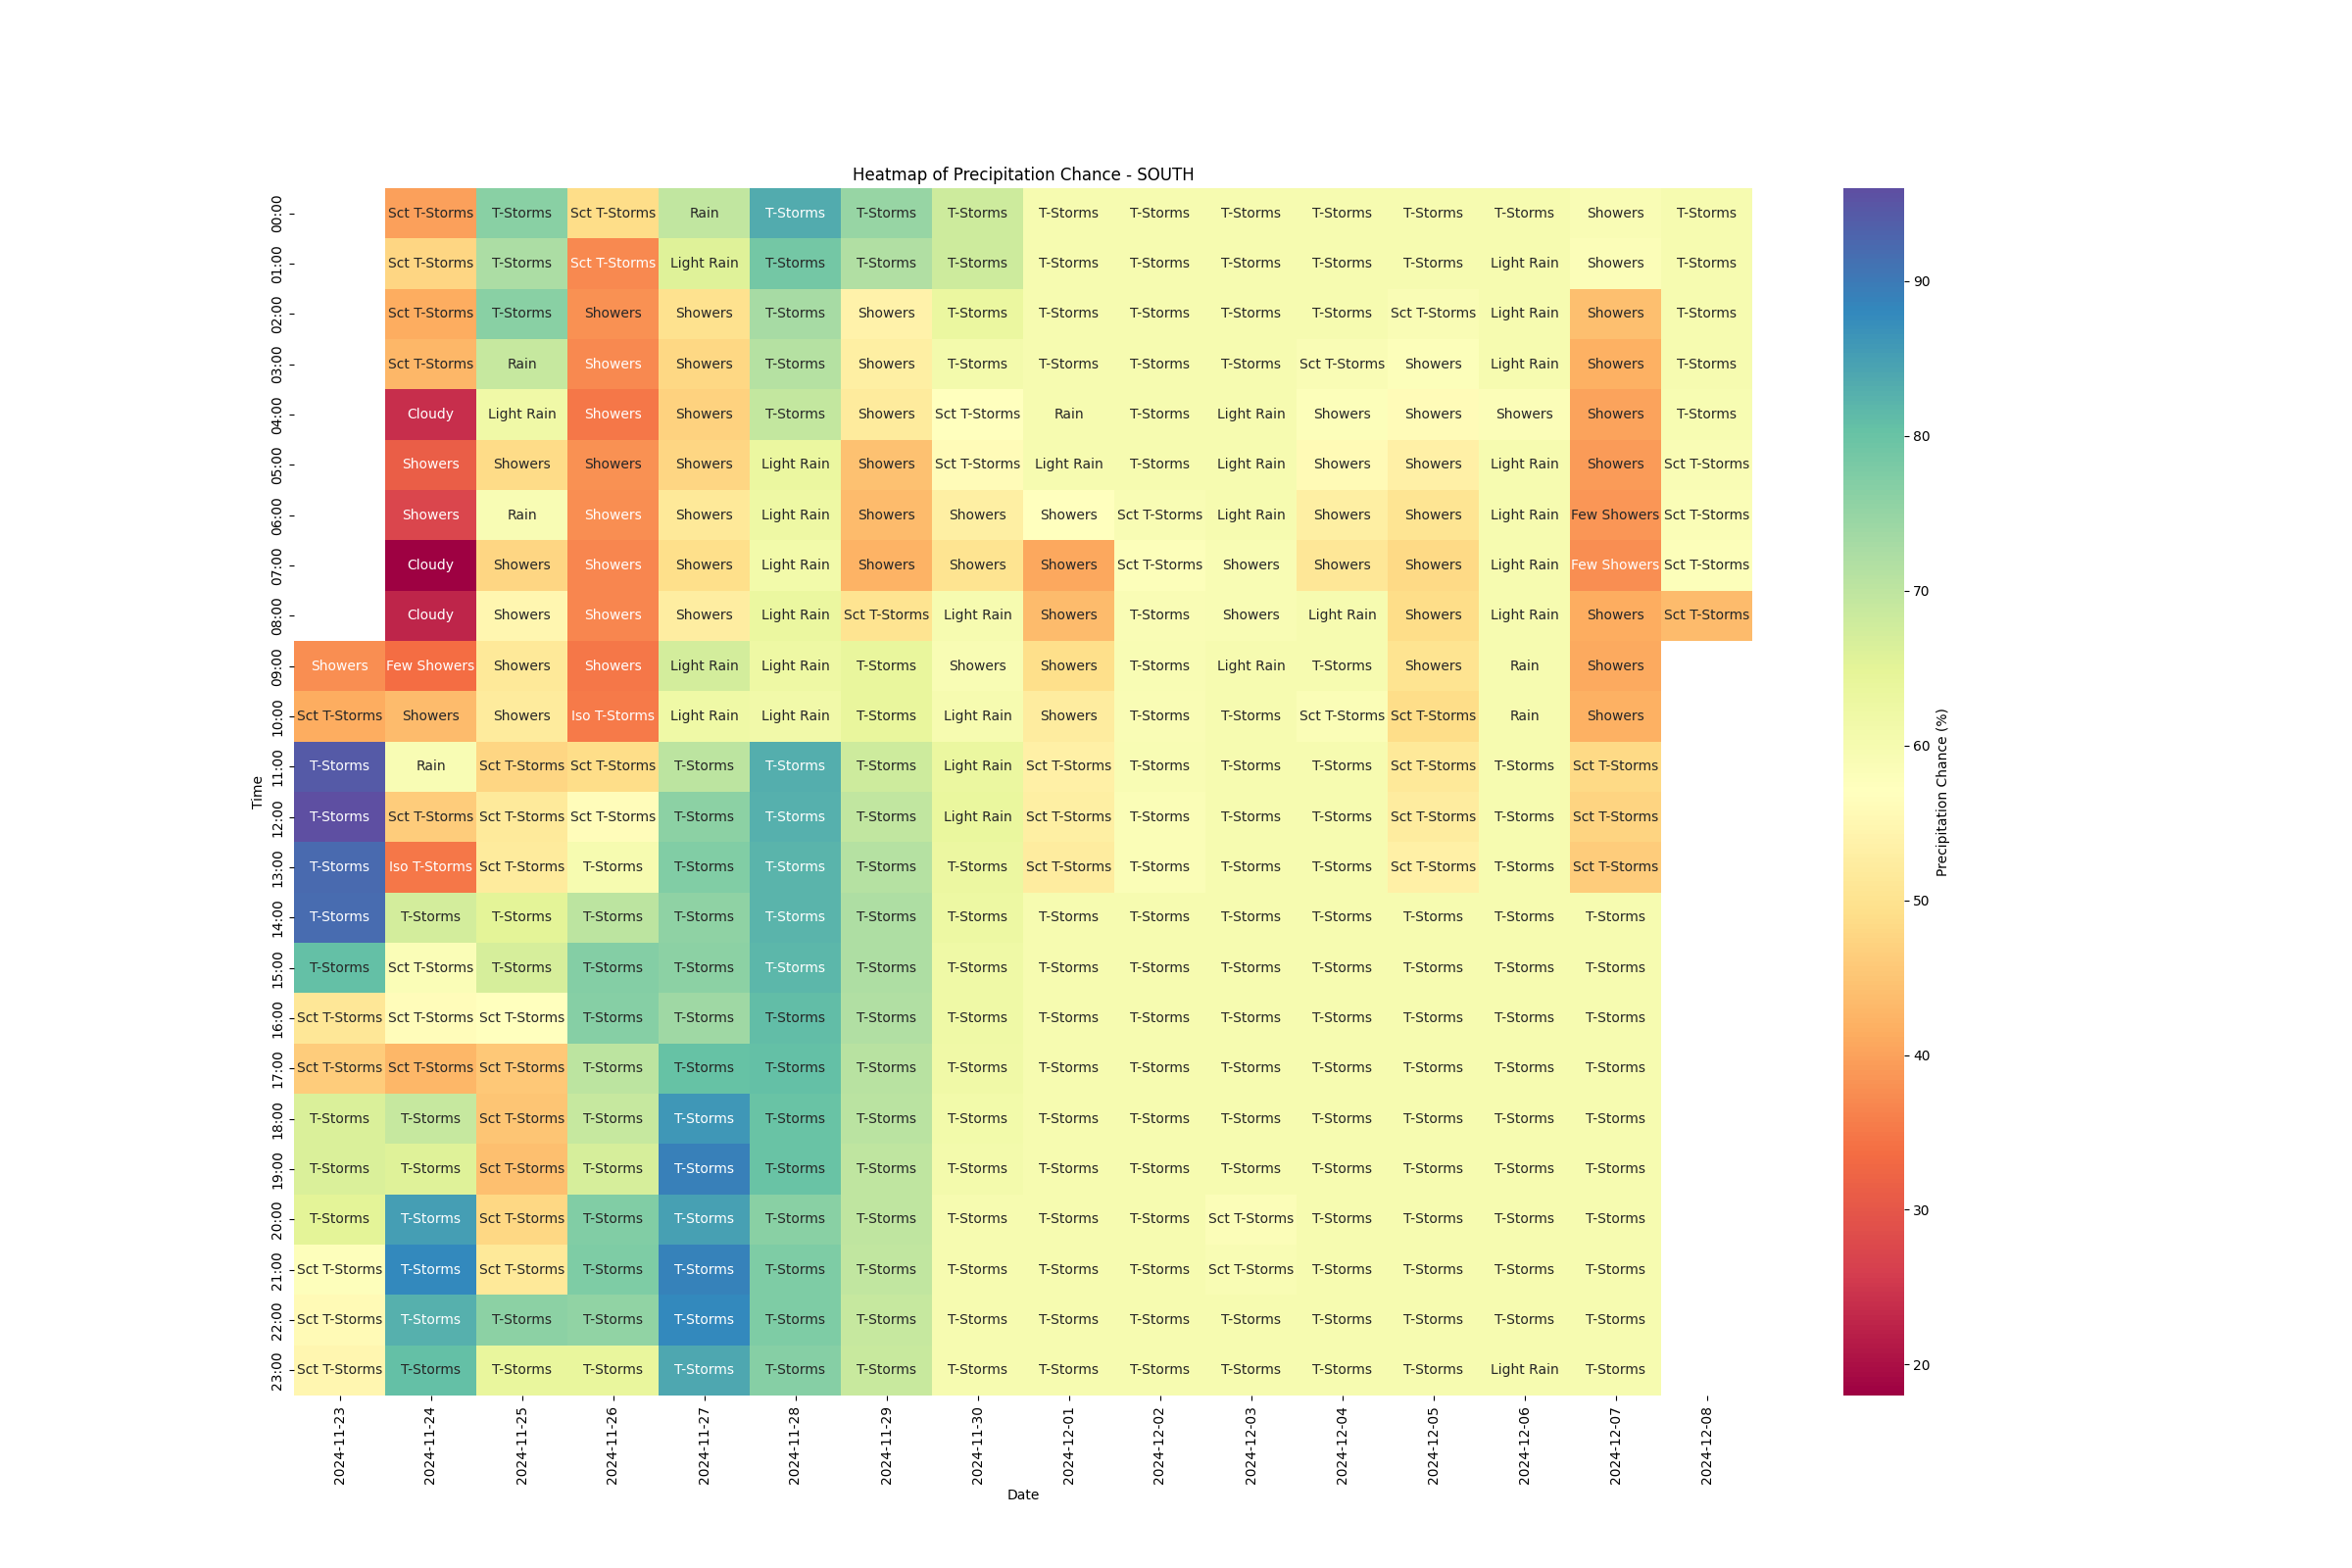 Heatmap of Precipitation Chance - SOUTH
00:00 Sct T-Storms T-Storms Sct T-Storms Rain T-Storms T-Storms T-Storms T-Storms T-Storms T-Storms T-Storms T-Storms T-Storms Showers T-Storms
01:00 Sct T-Storms T-Storms Sct T-Storms Light Rain T-Storms T-Storms T-Storms T-Storms T-Storms T-Storms T-Storms T-Storms Light Rain Showers T-Storms
02:00 Sct T-Storms T-Storms Showers Showers T-Storms Showers T-Storms T-Storms T-Storms T-Storms T-Storms Sct T-Storms Light Rain Showers T-Storms
03:00 Sct T-Storms Rain Showers Showers T-Storms Showers T-Storms T-Storms T-Storms T-Storms Sct T-Storms Showers Light Rain Showers T-Storms
04:00 Cloudy Light Rain Showers Showers T-Storms Showers Sct T-Storms Rain T-Storms Light Rain Showers Showers Showers Showers T-Storms
05:00 Showers Showers Showers Showers Light Rain Showers Sct T-Storms Light Rain T-Storms Light Rain Showers Showers Light Rain Showers Sct T-Storms
06:00 Showers Rain Showers Showers Light Rain Showers Showers Showers Sct T-Storms Light Rain Showers Showers Light Rain Few Showers Sct T-Storms
07:00 Cloudy Showers Showers Showers Light Rain Showers Showers Showers Sct T-Storms Showers Showers Showers Light Rain Few Showers Sct T-Storms
08:00 Cloudy Showers Showers Showers Light Rain Sct T-Storms Light Rain Showers T-Storms Showers Light Rain Showers Light Rain Showers Sct T-Storms
09:00 Showers Few Showers Showers Showers Light Rain Light Rain T-Storms Showers Showers T-Storms Light Rain T-Storms Showers Rain Showers
10:00 Sct T-Storms Showers Showers Iso T-Storms Light Rain Light Rain T-Storms Light Rain Showers T-Storms T-Storms Sct T-Storms Sct T-Storms Rain Showers
11:00 T-Storms Rain Sct T-Storms Sct T-Storms T-Storms T-Storms T-Storms Light Rain Sct T-Storms T-Storms T-Storms T-Storms Sct T-Storms T-Storms Sct T-Storms
12:00 T-Storms Sct T-Storms Sct T-Storms Sct T-Storms T-Storms T-Storms T-Storms Light Rain Sct T-Storms T-Storms T-Storms T-Storms Sct T-Storms T-Storms Sct T-Storms
13:00 T-Storms Iso T-Storms Sct T-Storms T-Storms T-Storms T-Storms T-Storms T-Storms Sct T-Storms T-Storms T-Storms T-Storms Sct T-Storms T-Storms Sct T-Storms
14:00 T-Storms T-Storms T-Storms T-Storms T-Storms T-Storms T-Storms T-Storms T-Storms T-Storms T-Storms T-Storms T-Storms T-Storms T-Storms
15:00 T-Storms Sct T-Storms T-Storms T-Storms T-Storms T-Storms T-Storms T-Storms T-Storms T-Storms T-Storms T-Storms T-Storms T-Storms T-Storms
16:00 Sct T-Storms Sct T-Storms Sct T-Storms T-Storms T-Storms T-Storms T-Storms T-Storms T-Storms T-Storms T-Storms T-Storms T-Storms T-Storms T-Storms
17:00 Sct T-Storms Sct T-Storms Sct T-Storms T-Storms T-Storms T-Storms T-Storms T-Storms T-Storms T-Storms T-Storms T-Storms T-Storms T-Storms T-Storms
18:00 T-Storms T-Storms Sct T-Storms T-Storms T-Storms T-Storms T-Storms T-Storms T-Storms T-Storms T-Storms T-Storms T-Storms T-Storms T-Storms
19:00 T-Storms T-Storms Sct T-Storms T-Storms T-Storms T-Storms T-Storms T-Storms T-Storms T-Storms T-Storms T-Storms T-Storms T-Storms T-Storms
20:00 T-Storms T-Storms Sct T-Storms T-Storms T-Storms T-Storms T-Storms T-Storms T-Storms T-Storms Sct T-Storms T-Storms T-Storms T-Storms T-Storms
21:00 Sct T-Storms T-Storms Sct T-Storms T-Storms T-Storms T-Storms T-Storms T-Storms T-Storms T-Storms Sct T-Storms T-Storms T-Storms T-Storms T-Storms
22:00 Sct T-Storms T-Storms T-Storms T-Storms T-Storms T-Storms T-Storms T-Storms T-Storms T-Storms T-Storms T-Storms T-Storms T-Storms T-Storms
23:00 Sct T-Storms T-Storms T-Storms T-Storms T-Storms T-Storms T-Storms T-Storms T-Storms T-Storms T-Storms T-Storms T-Storms Light Rain T-Storms
Time
2024-11-23 2024-11-24 2024-11-25 2024-11-26 2024-11-27 2024-11-28 2024-11-29 2024-11-30 2024-12-01 2024-12-02 2024-12-03 2024-12-04 2024-12-05 2024-12-06 2024-12-07 2024-12-08
Date
90
80
70
60
50
40
30
20
Precipitation Chance (%)